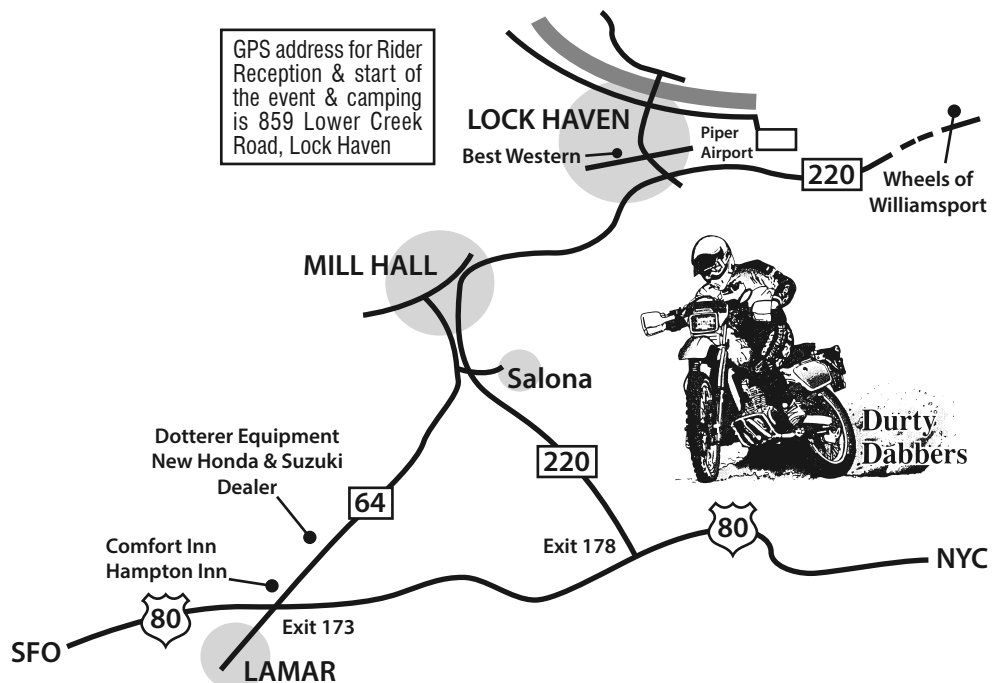 GPS address for Rider
Reception & start of
the event & camping
is 859 Lower Creek
Road, Lock Haven
LOCK HAVEN
Best Western
Piper
Airport
220
Wheels of
Williamsport
MILL HALL
Salona
Durty
Dabbers
Dotterer Equipment
New Honda & Suzuki
Dealer
220
64
80
Exit 178
NYC
Comfort Inn
Hampton Inn
80
Exit 173
SFO
LAMAR